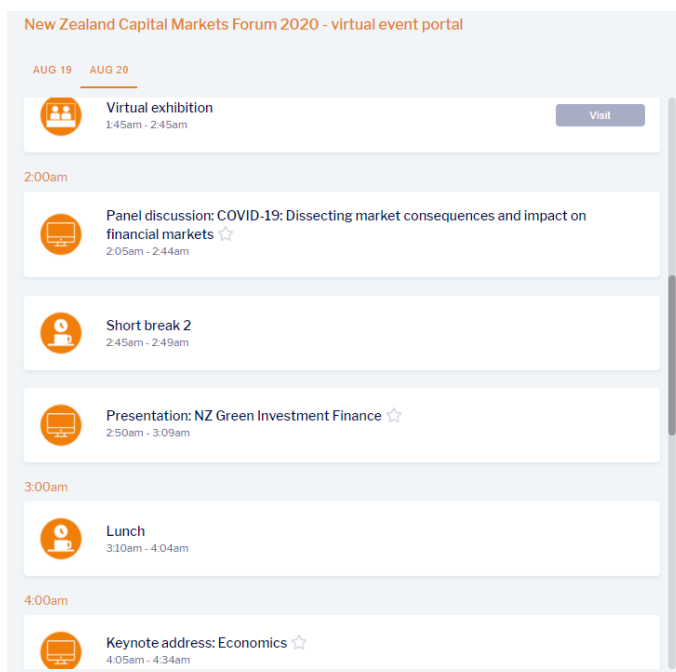 New Zealand Capital Markets Forum 2020 - virtual event portal
AUG 19 AUG 20
Virtual exhibition
1:45am - 2:45am
Visit
2:00am
Panel discussion: COVID-19: Dissecting market consequences and impact on
financial markets
2:05am - 2:44am
Short break 2
2:45am - 2:49am
Presentation: NZ Green Investment Finance
2:50am - 3:09am
3:00am
Lunch
3:10am - 4:04am
4:00am
Keynote address: Economics
4:05am - 4:34am